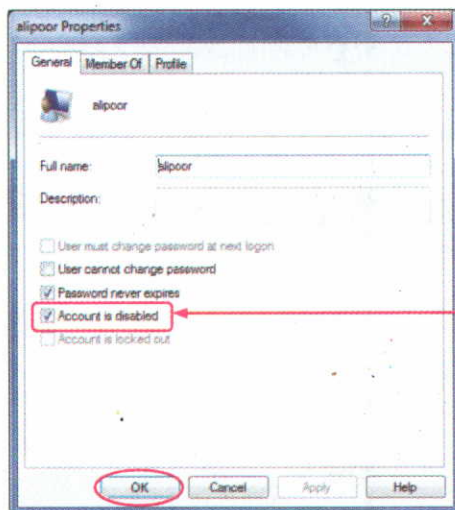 alipoor Properties
General Member Of Profile
alipoor
Full name: alipoor
Description:
User must change password at next logon
User cannot change password
Password never expires
Account is disabled
Account is locked out
OK Cancel Apply Help